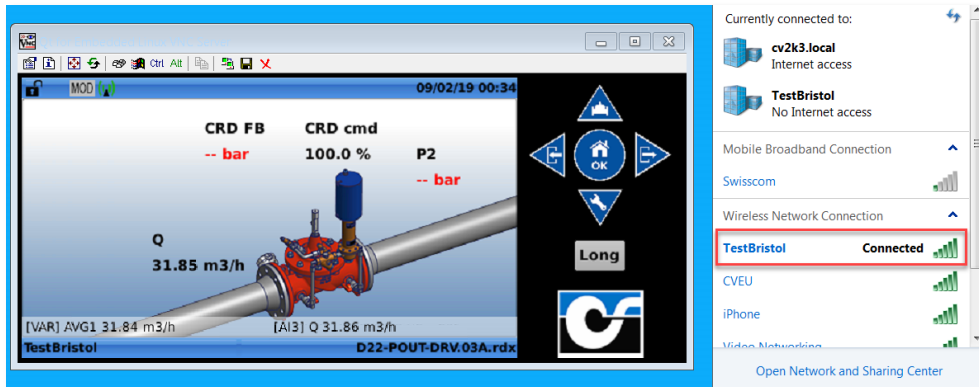 Ctrl Alt
MOD
09/02/19 00:34
CRD FB CRD cmd
-- bar 100.0 % P2
-- bar
Q
31.85 m3/h
[VAR] AVG1 31.84 m3/h [AI3] Q 31.86 m3/h
TestBristol D22-POUT-DRV.03A.rdx
OK
Long
Currently connected to:
cv2k3.local
Internet access
TestBristol
No Internet access
Mobile Broadband Connection
Swisscom
Wireless Network Connection
TestBristol Connected
CVEU
iPhone
Video Networking
Open Network and Sharing Center